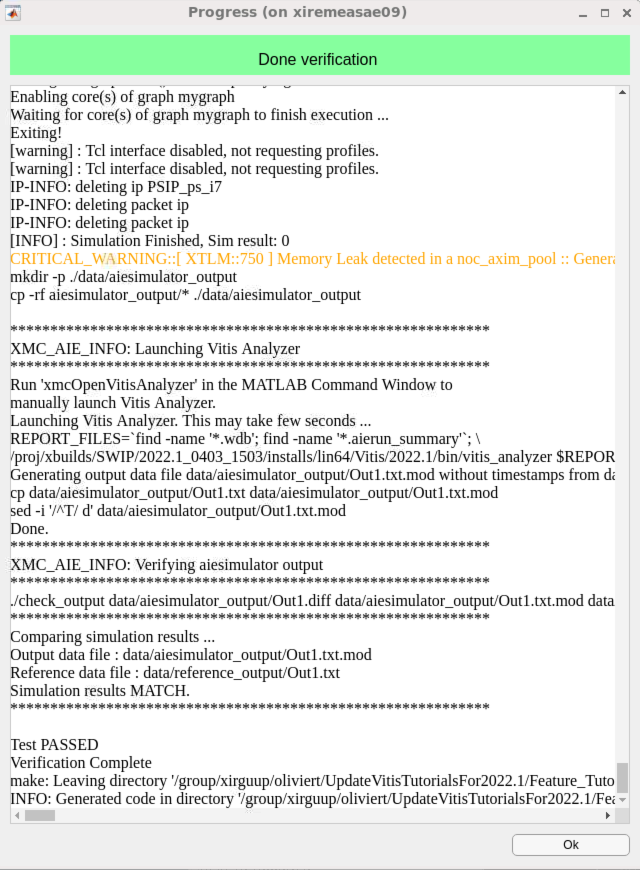 Progress (on xiremeasae09)
Done verification
Enabling core(s) of graph mygraph
Waiting for core(s) of graph mygraph to finish execution ...
Exiting!
[warning] : Tcl interface disabled, not requesting profiles.
[warning] : Tcl interface disabled, not requesting profiles.
IP-INFO: deleting ip PSIP_ps_i7
IP-INFO: deleting packet ip
IP-INFO: deleting packet ip
[INFO] : Simulation Finished, Sim result: 0
CRITICAL_WARNING::[ XTLM::750 ] Memory Leak detected in a noc_axim_pool :: Genera
mkdir -p ./data/aiesimulator_output
cp -rf aiesimulator_output/* ./data/aiesimulator_output
************************************************************
XMC_AIE_INFO: Launching Vitis Analyzer
************************************************************
Run 'xmcOpenVitisAnalyzer' in the MATLAB Command Window to
manually launch Vitis Analyzer.
Launching Vitis Analyzer. This may take few seconds ...
REPORT_FILES=`find -name '*.wdb'; find -name '*.aierun_summary'`; \
/proj/xbuilds/SWIP/2022.1_0403_1503/installs/lin64/Vitis/2022.1/bin/vitis_analyzer $REPOR
Generating output data file data/aiesimulator_output/Out1.txt.mod without timestamps from da
cp data/aiesimulator_output/Out1.txt data/aiesimulator_output/Out1.txt.mod
sed -i '/^T/ d' data/aiesimulator_output/Out1.txt.mod
Done.
************************************************************
XMC_AIE_INFO: Verifying aiesimulator output
************************************************************
./check_output data/aiesimulator_output/Out1.diff data/aiesimulator_output/Out1.txt.mod data
************************************************************
Comparing simulation results ...
Output data file : data/aiesimulator_output/Out1.txt.mod
Reference data file : data/reference_output/Out1.txt
Simulation results MATCH.
************************************************************
Test PASSED
Verification Complete
make: Leaving directory '/group/xirguup/oliviert/UpdateVitisTutorialsFor2022.1/Feature_Tuto
INFO: Generated code in directory '/group/xirguup/oliviert/UpdateVitisTutorialsFor2022.1/Fea
Ok